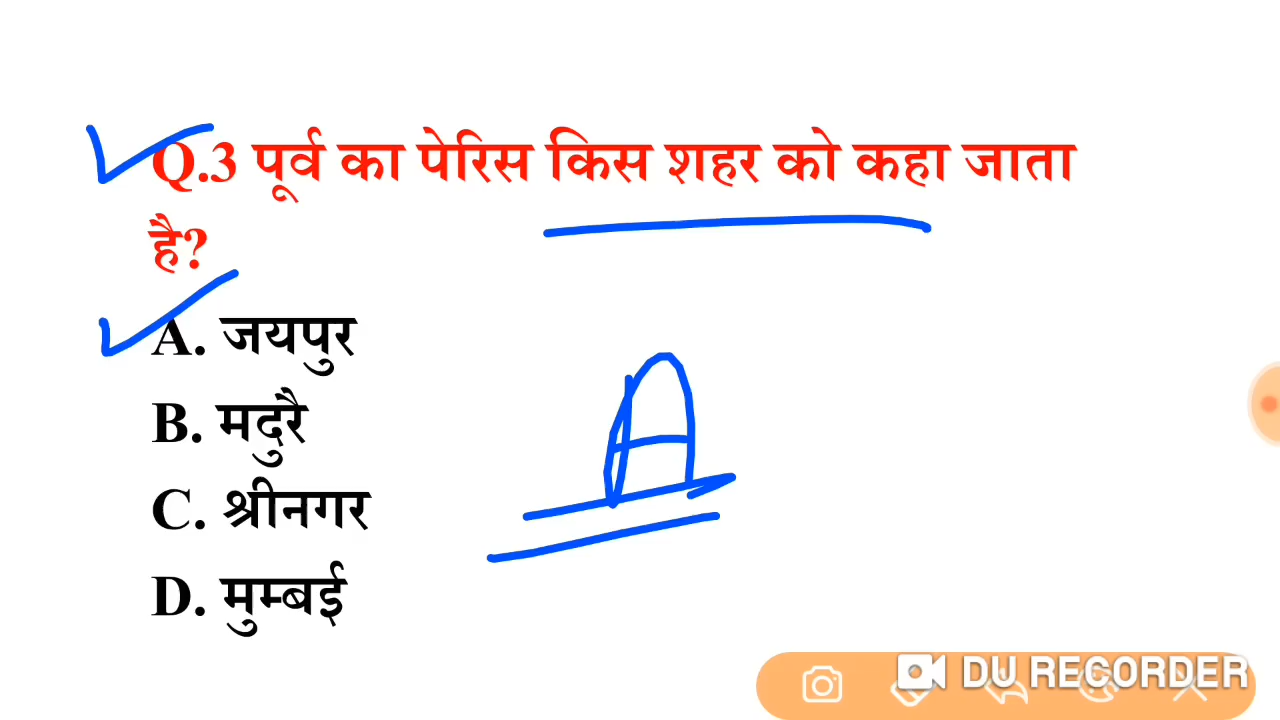 Q.3 पूर्व का पेरिस किस शहर को कहा जाता
है?
A. जयपुर
B. मदुरै
C. श्रीनगर
D. मुम्बई
A
DU RECORDER